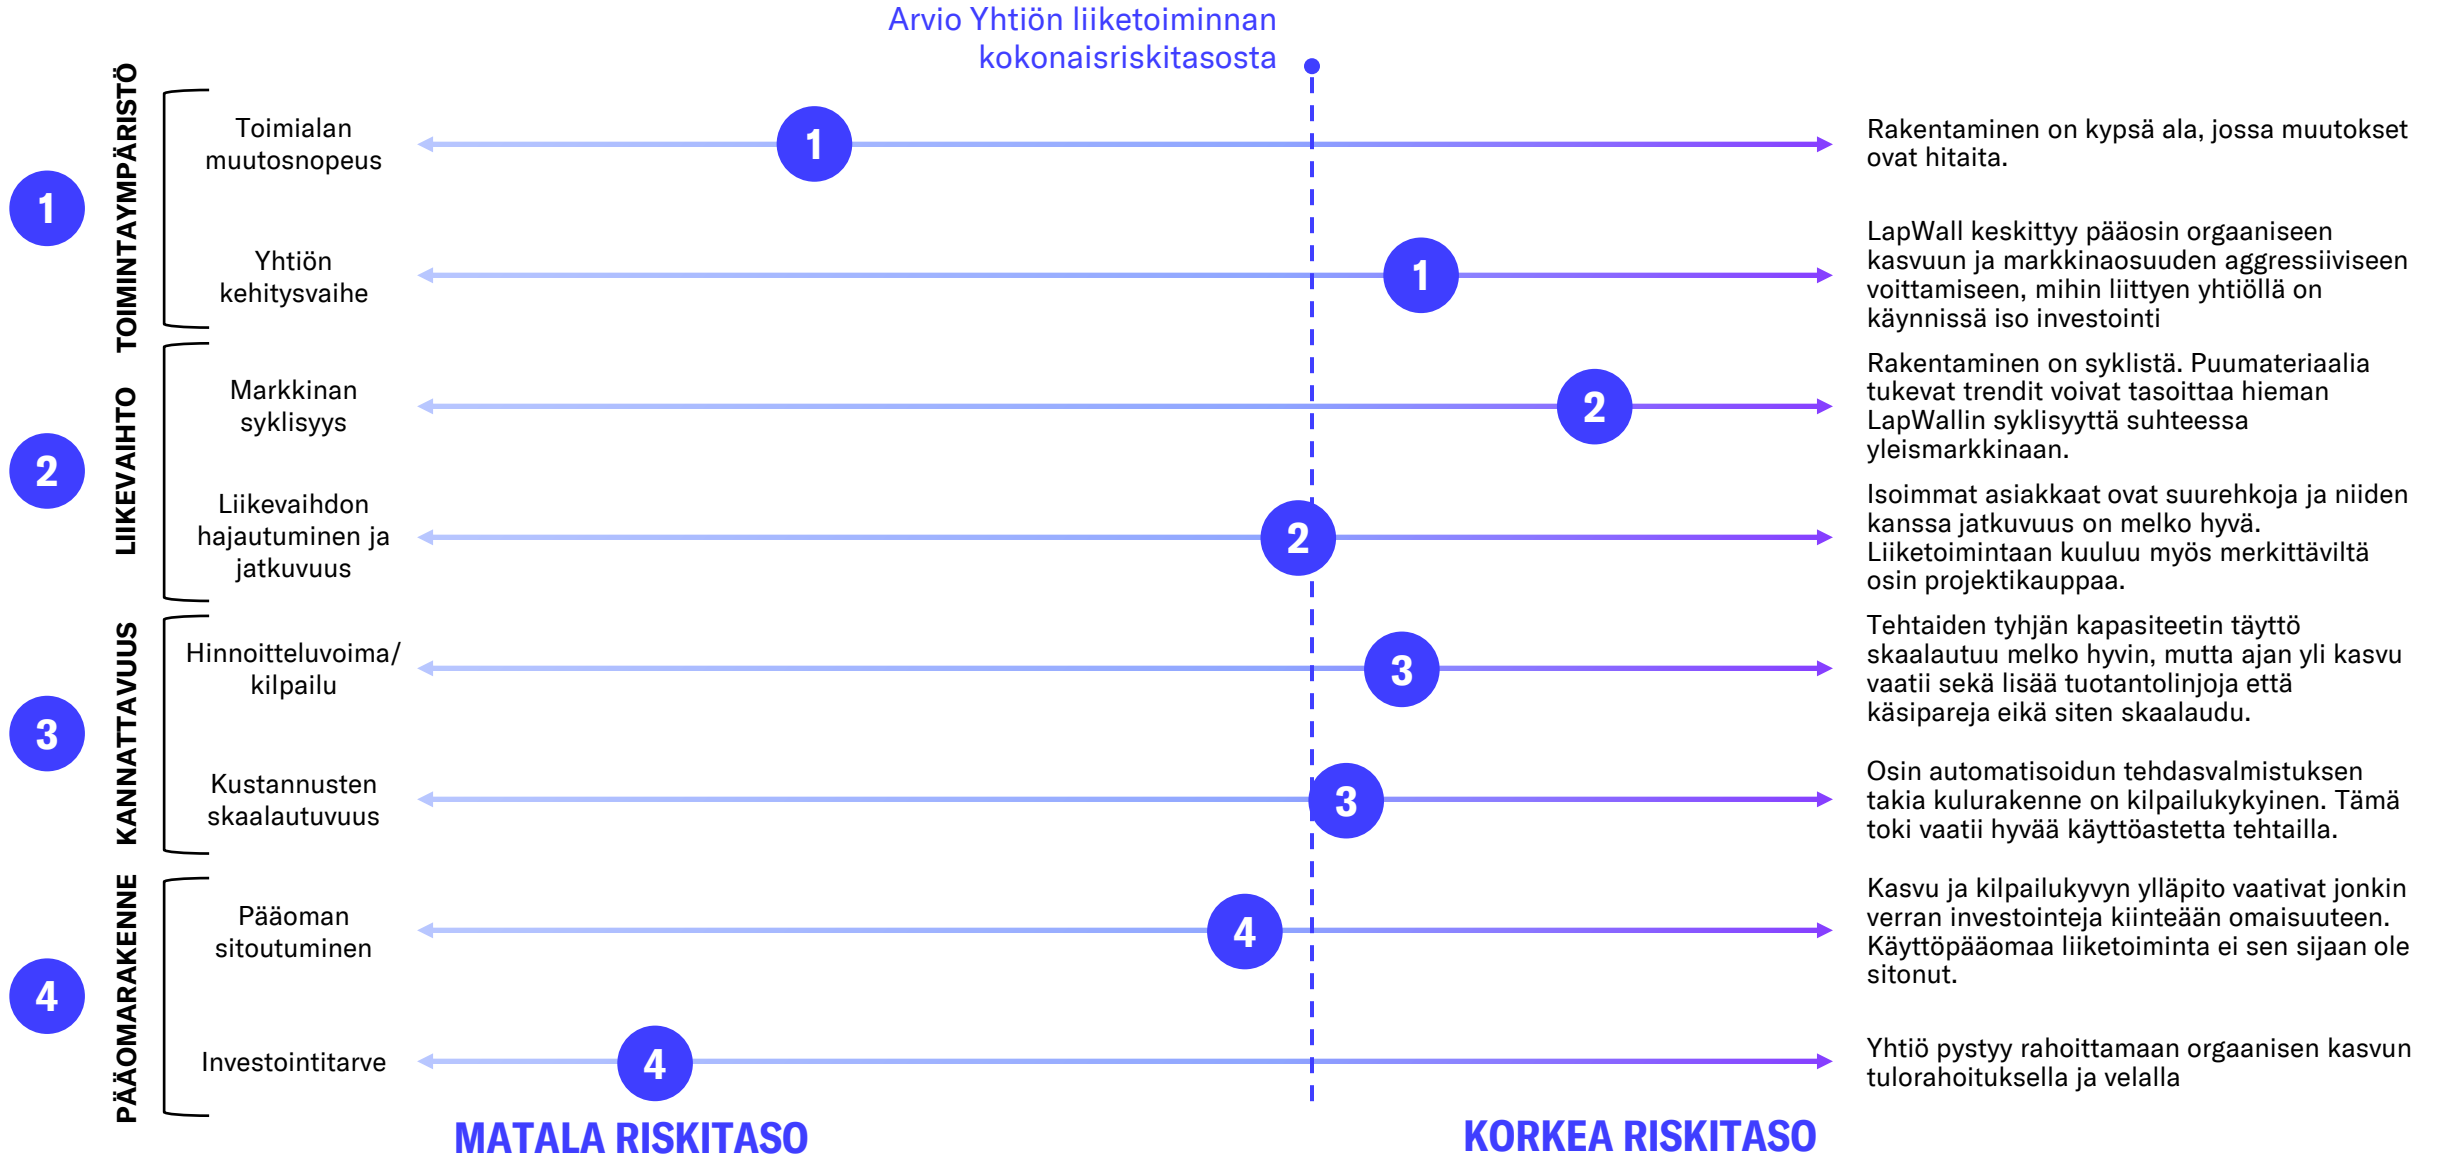 Arvio Yhtiön liiketoiminnan
kokonaisriskitasosta
1
TOIMINTAYMPÄRISTÖ
Toimialan
muutosnopeus
1
Rakentaminen on kypsä ala, jossa muutokset
ovat hitaita.
Yhtiön
kehitysvaihe
1
LapWall keskittyy pääosin orgaaniseen
kasvuun ja markkinaosuuden aggressiiviseen
voittamiseen, mihin liittyen yhtiöllä on
käynnissä iso investointi
2
LIIKEVAIHTO
Markkinan
syklisyys
2
Rakentaminen on syklistä. Puumateriaalia
tukevat trendit voivat tasoittaa hieman
LapWallin syklisyyttä suhteessa
yleismarkkinaan.
Liikevaihdon
hajautuminen ja
jatkuvuus
2
Isoimmat asiakkaat ovat suurehkoja ja niiden
kanssa jatkuvuus on melko hyvä.
Liiketoimintaan kuuluu myös merkittäviltä
osin projektikauppaa.
3
KANNATTAVUUS
Hinnoitteluvoima/
kilpailu
3
Tehtaiden tyhjän kapasiteetin täyttö
skaalautuu melko hyvin, mutta ajan yli kasvu
vaatii sekä lisää tuotantolinjoja että
käsipareja eikä siten skaalaudu.
Kustannusten
skaalautuvuus
3
Osin automatisoidun tehdasvalmistuksen
takia kulurakenne on kilpailukykyinen. Tämä
toki vaatii hyvää käyttöastetta tehtailla.
4
PÄÄOMARAKENNE
Pääoman
sitoutuminen
4
Kasvu ja kilpailukyvyn ylläpito vaativat jonkin
verran investointeja kiinteään omaisuuteen.
Käyttöpääomaa liiketoiminta ei sen sijaan ole
sitonut.
Investointitarve
4
Yhtiö pystyy rahoittamaan orgaanisen kasvun
tulorahoituksella ja velalla
MATALA RISKITASO
KORKEA RISKITASO